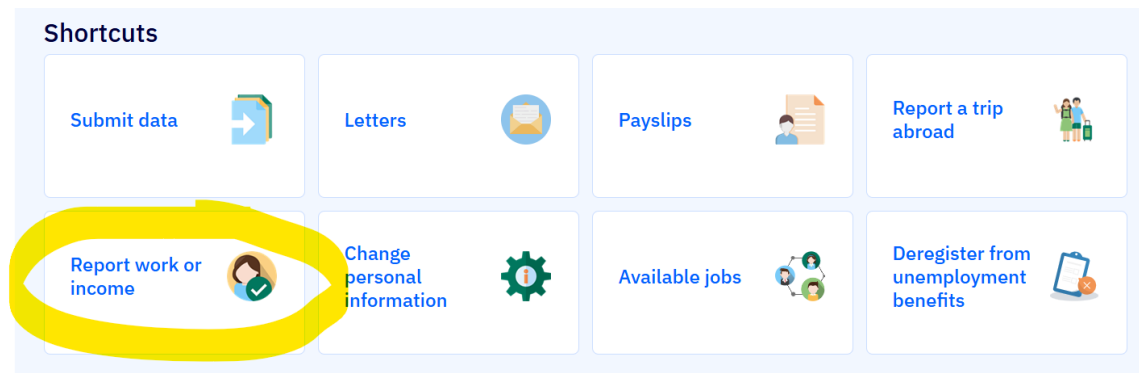 Shortcuts
Submit data
Letters
Payslips
Report a trip
abroad
Report work or
income
Change
personal
information
Available jobs
Deregister from
unemployment
benefits